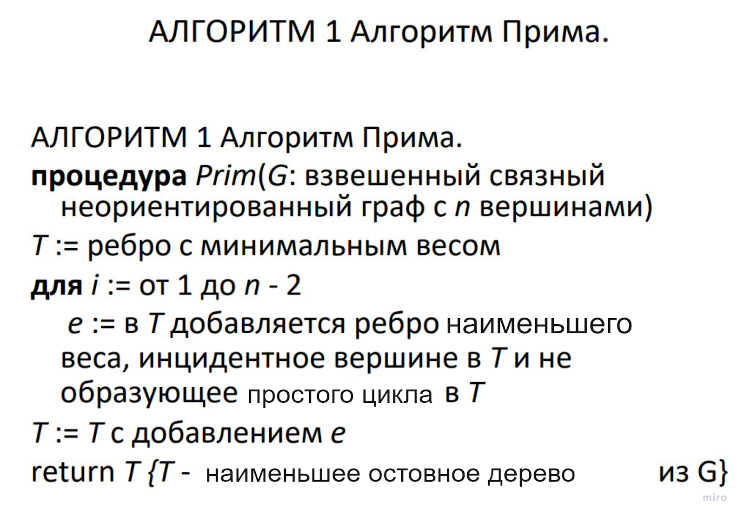 АЛГОРИТМ 1 Алгоритм Прима.
АЛГОРИТМ 1 Алгоритм Прима.
процедура Prim(G: взвешенный связный
неориентированный граф с n вершинами)
T := ребро с минимальным весом
для i := от 1 до n - 2
e := в T добавляется ребро наименьшего
веса, инцидентное вершине в T и не
образующее простого цикла в T
T := T с добавлением e
return T {T - наименьшее остовное дерево из G}
miro